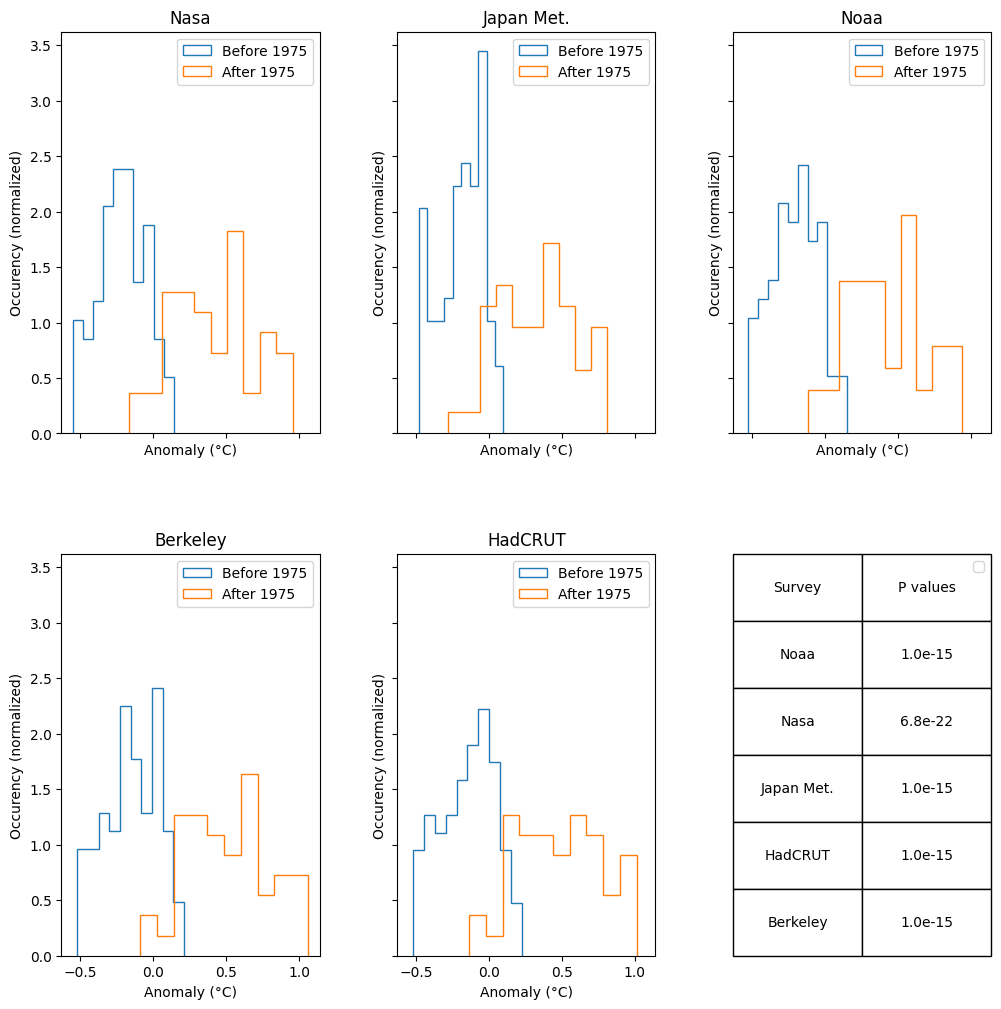 Nasa
Before 1975
After 1975
Occurency (normalized)
0.0
0.5
1.0
1.5
2.0
2.5
3.0
3.5
Anomaly (°C)
Japan Met.
Before 1975
After 1975
Occurency (normalized)
Anomaly (°C)
Noaa
Before 1975
After 1975
Occurency (normalized)
Anomaly (°C)
Berkeley
Before 1975
After 1975
Occurency (normalized)
0.0
0.5
1.0
1.5
2.0
2.5
3.0
3.5
−0.5 0.0 0.5 1.0
Anomaly (°C)
HadCRUT
Before 1975
After 1975
Occurency (normalized)
−0.5 0.0 0.5 1.0
Anomaly (°C)
Survey P values
Noaa 1.0e-15
Nasa 6.8e-22
Japan Met. 1.0e-15
HadCRUT 1.0e-15
Berkeley 1.0e-15